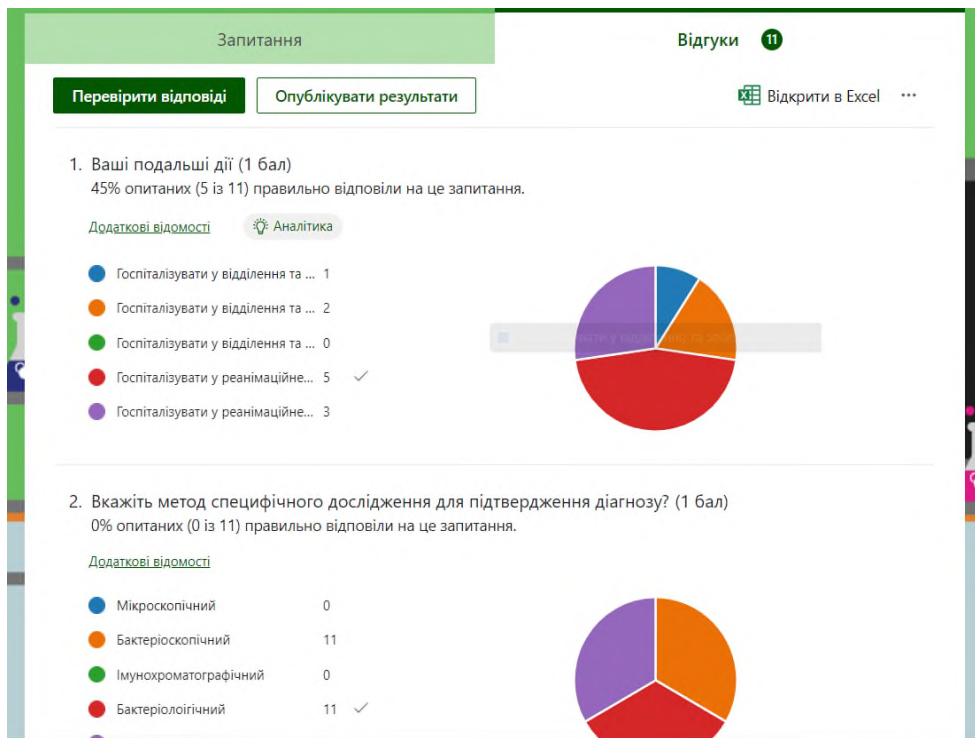 Запитання
Відгуки 11
Перевірити відповіді
Опублікувати результати
Відкрити в Excel ...
1. Ваші подальші дії (1 бал)
45% опитаних (5 із 11) правильно відповіли на це запитання.
Додаткові відомості
Аналітика
Госпіталізувати у відділення та ... 1
Госпіталізувати у відділення та ... 2
Госпіталізувати у відділення та ... 0
Госпіталізувати у реанімаційне... 5
Госпіталізувати у реанімаційне... 3
2. Вкажіть метод специфічного дослідження для підтвердження діагнозу? (1 бал)
0% опитаних (0 із 11) правильно відповіли на це запитання.
Додаткові відомості
Мікроскопічний 0
Бактеріоскопічний 11
Імунохроматографічний 0
Бактеріолоігічний 11